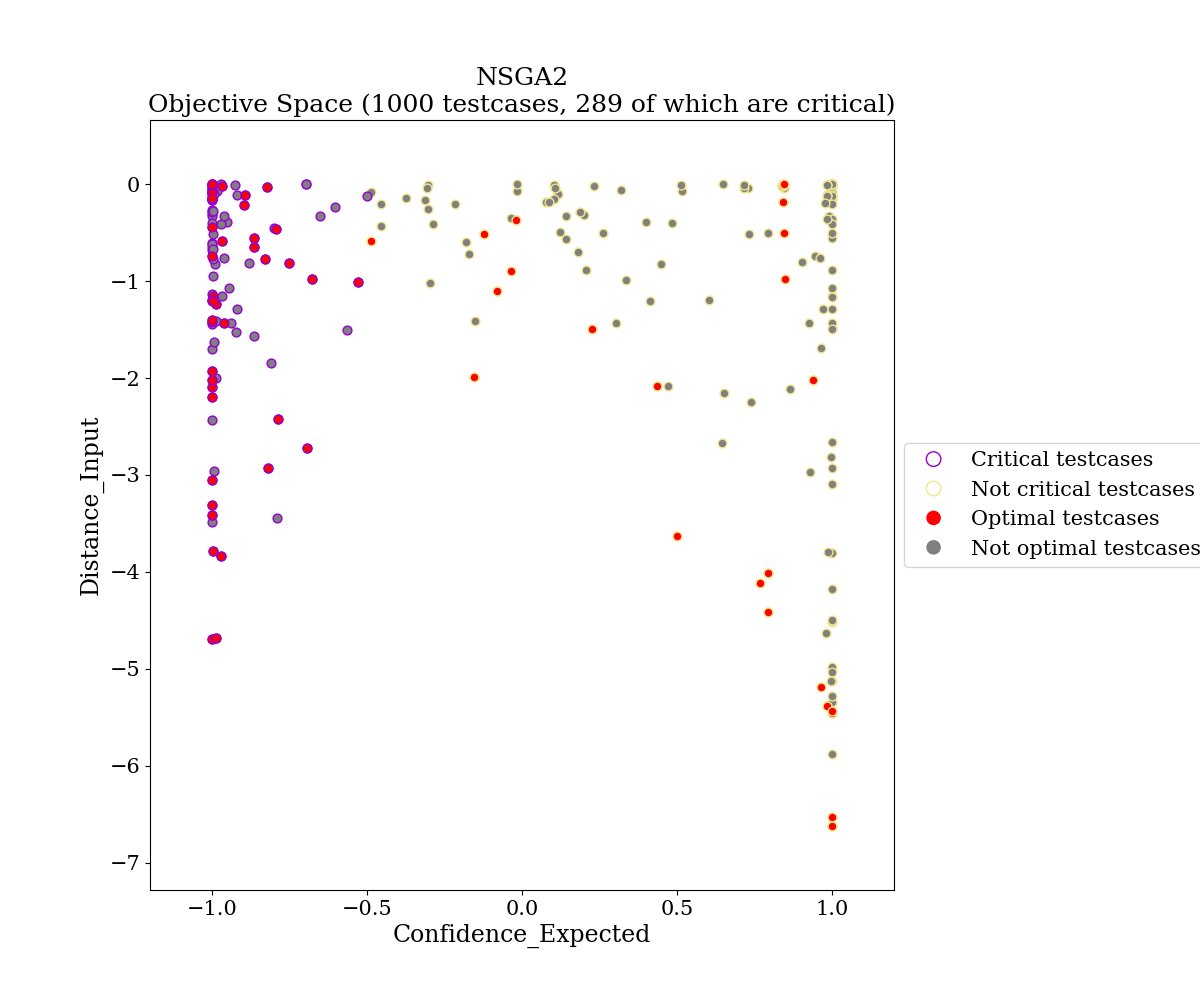 NSGA2
Objective Space (1000 testcases, 289 of which are critical)
0
−1
−2
−3
−4
−5
−6
−7
Distance_Input
−1.0
−0.5
0.0
0.5
1.0
Confidence_Expected
Critical testcases
Not critical testcases
Optimal testcases
Not optimal testcases